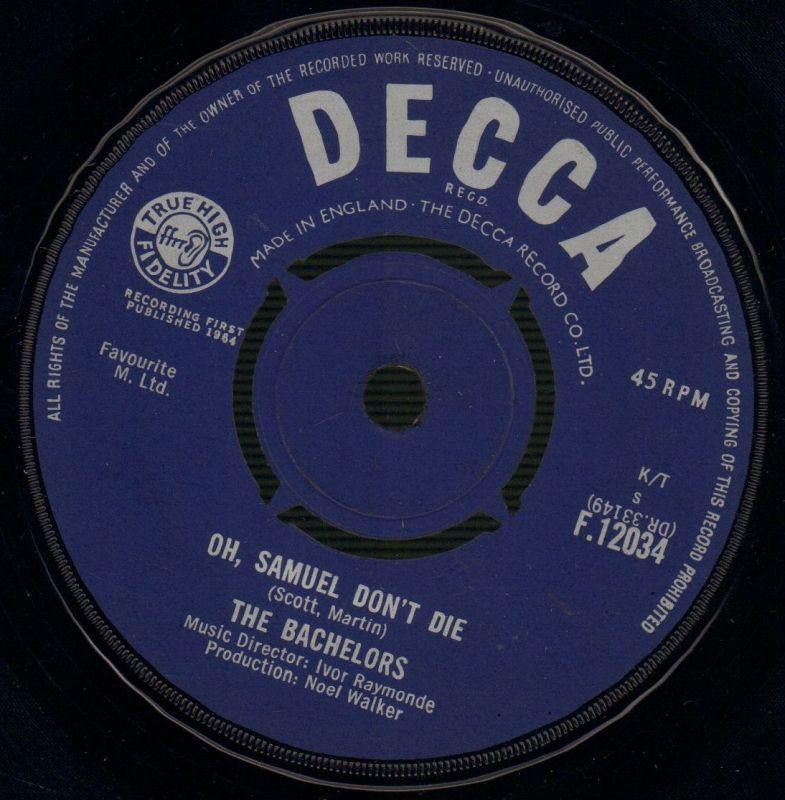 ALL RIGHTS OF THE MANUFACTURER AND OF THE OWNER OF THE RECORDED WORK RESERVED · UNAUTHORISED PUBLIC PERFORMANCE BROADCASTING AND COPYING OF THIS RECORD PROHIBITED
DECCA
REGD.
MADE IN ENGLAND · THE DECCA RECORD CO. LTD.
TRUE HIGH
ffrr
FIDELITY
RECORDING FIRST
PUBLISHED 1964
Favourite
M. Ltd.
45 RPM
K/T
S
(DR.33149)
F.12034
OH, SAMUEL DON'T DIE
(Scott, Martin)
THE BACHELORS
Music Director: Ivor Raymonde
Production: Noel Walker